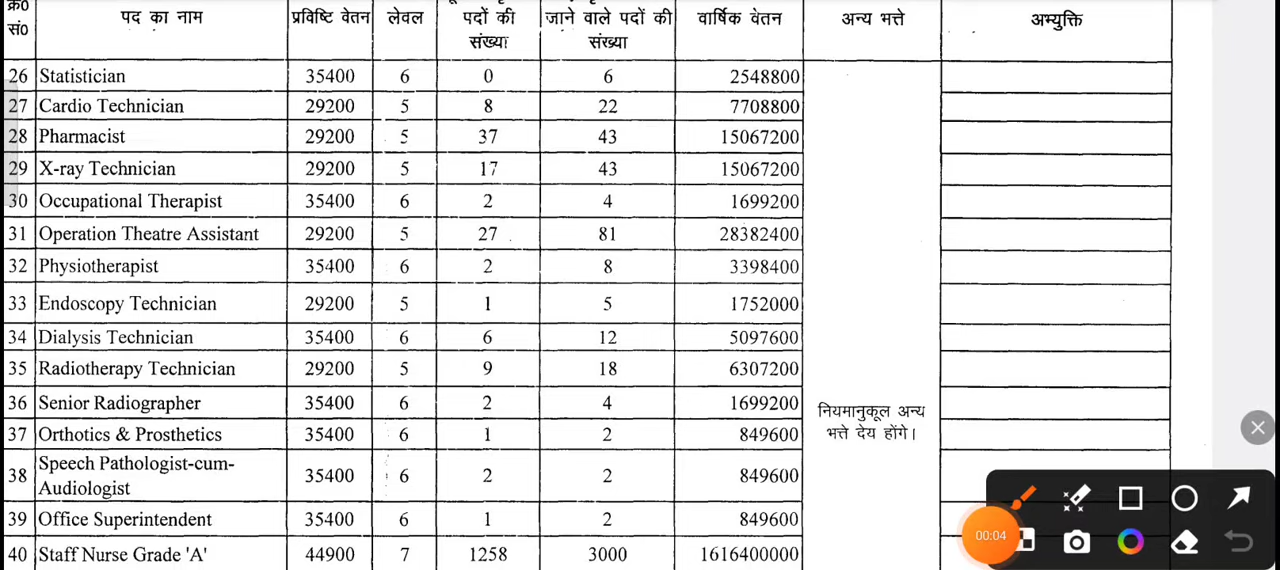 क्र0 सं0 | पद का नाम | प्रविष्टि वेतन | लेवल | पदों की संख्या | जाने वाले पदों की संख्या | वार्षिक वेतन | अन्य भत्ते | अभ्युक्ति
26 Statistician 35400 6 0 6 2548800
27 Cardio Technician 29200 5 8 22 7708800
28 Pharmacist 29200 5 37 43 15067200
29 X-ray Technician 29200 5 17 43 15067200
30 Occupational Therapist 35400 6 2 4 1699200
31 Operation Theatre Assistant 29200 5 27 81 28382400
32 Physiotherapist 35400 6 2 8 3398400
33 Endoscopy Technician 29200 5 1 5 1752000
34 Dialysis Technician 35400 6 6 12 5097600
35 Radiotherapy Technician 29200 5 9 18 6307200
36 Senior Radiographer 35400 6 2 4 1699200
नियमानुकूल अन्य
भत्ते देय होंगे।
37 Orthotics & Prosthetics 35400 6 1 2 849600
38 Speech Pathologist-cum-
Audiologist 35400 6 2 2 849600
39 Office Superintendent 35400 6 1 2 849600
40 Staff Nurse Grade 'A' 44900 7 1258 3000 1616400000
00:04